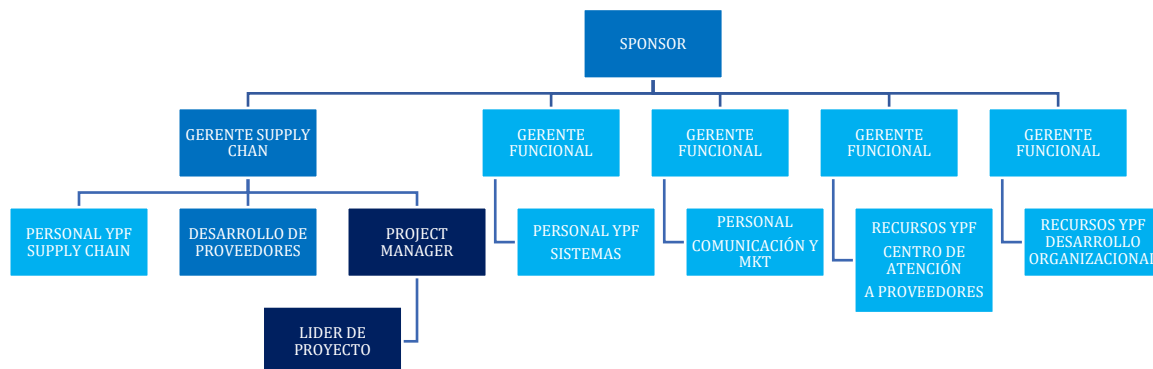 SPONSOR
GERENTE SUPPLY
CHAN
GERENTE
FUNCIONAL
GERENTE
FUNCIONAL
GERENTE
FUNCIONAL
GERENTE
FUNCIONAL
PERSONAL YPF
SUPPLY CHAIN
DESARROLLO DE
PROVEEDORES
PROJECT
MANAGER
PERSONAL YPF
SISTEMAS
PERSONAL
COMUNICACIÓN Y
MKT
RECURSOS YPF
CENTRO DE
ATENCIÓN
A PROVEEDORES
RECURSOS YPF
DESARROLLO
ORGANIZACIONAL
LIDER DE
PROYECTO